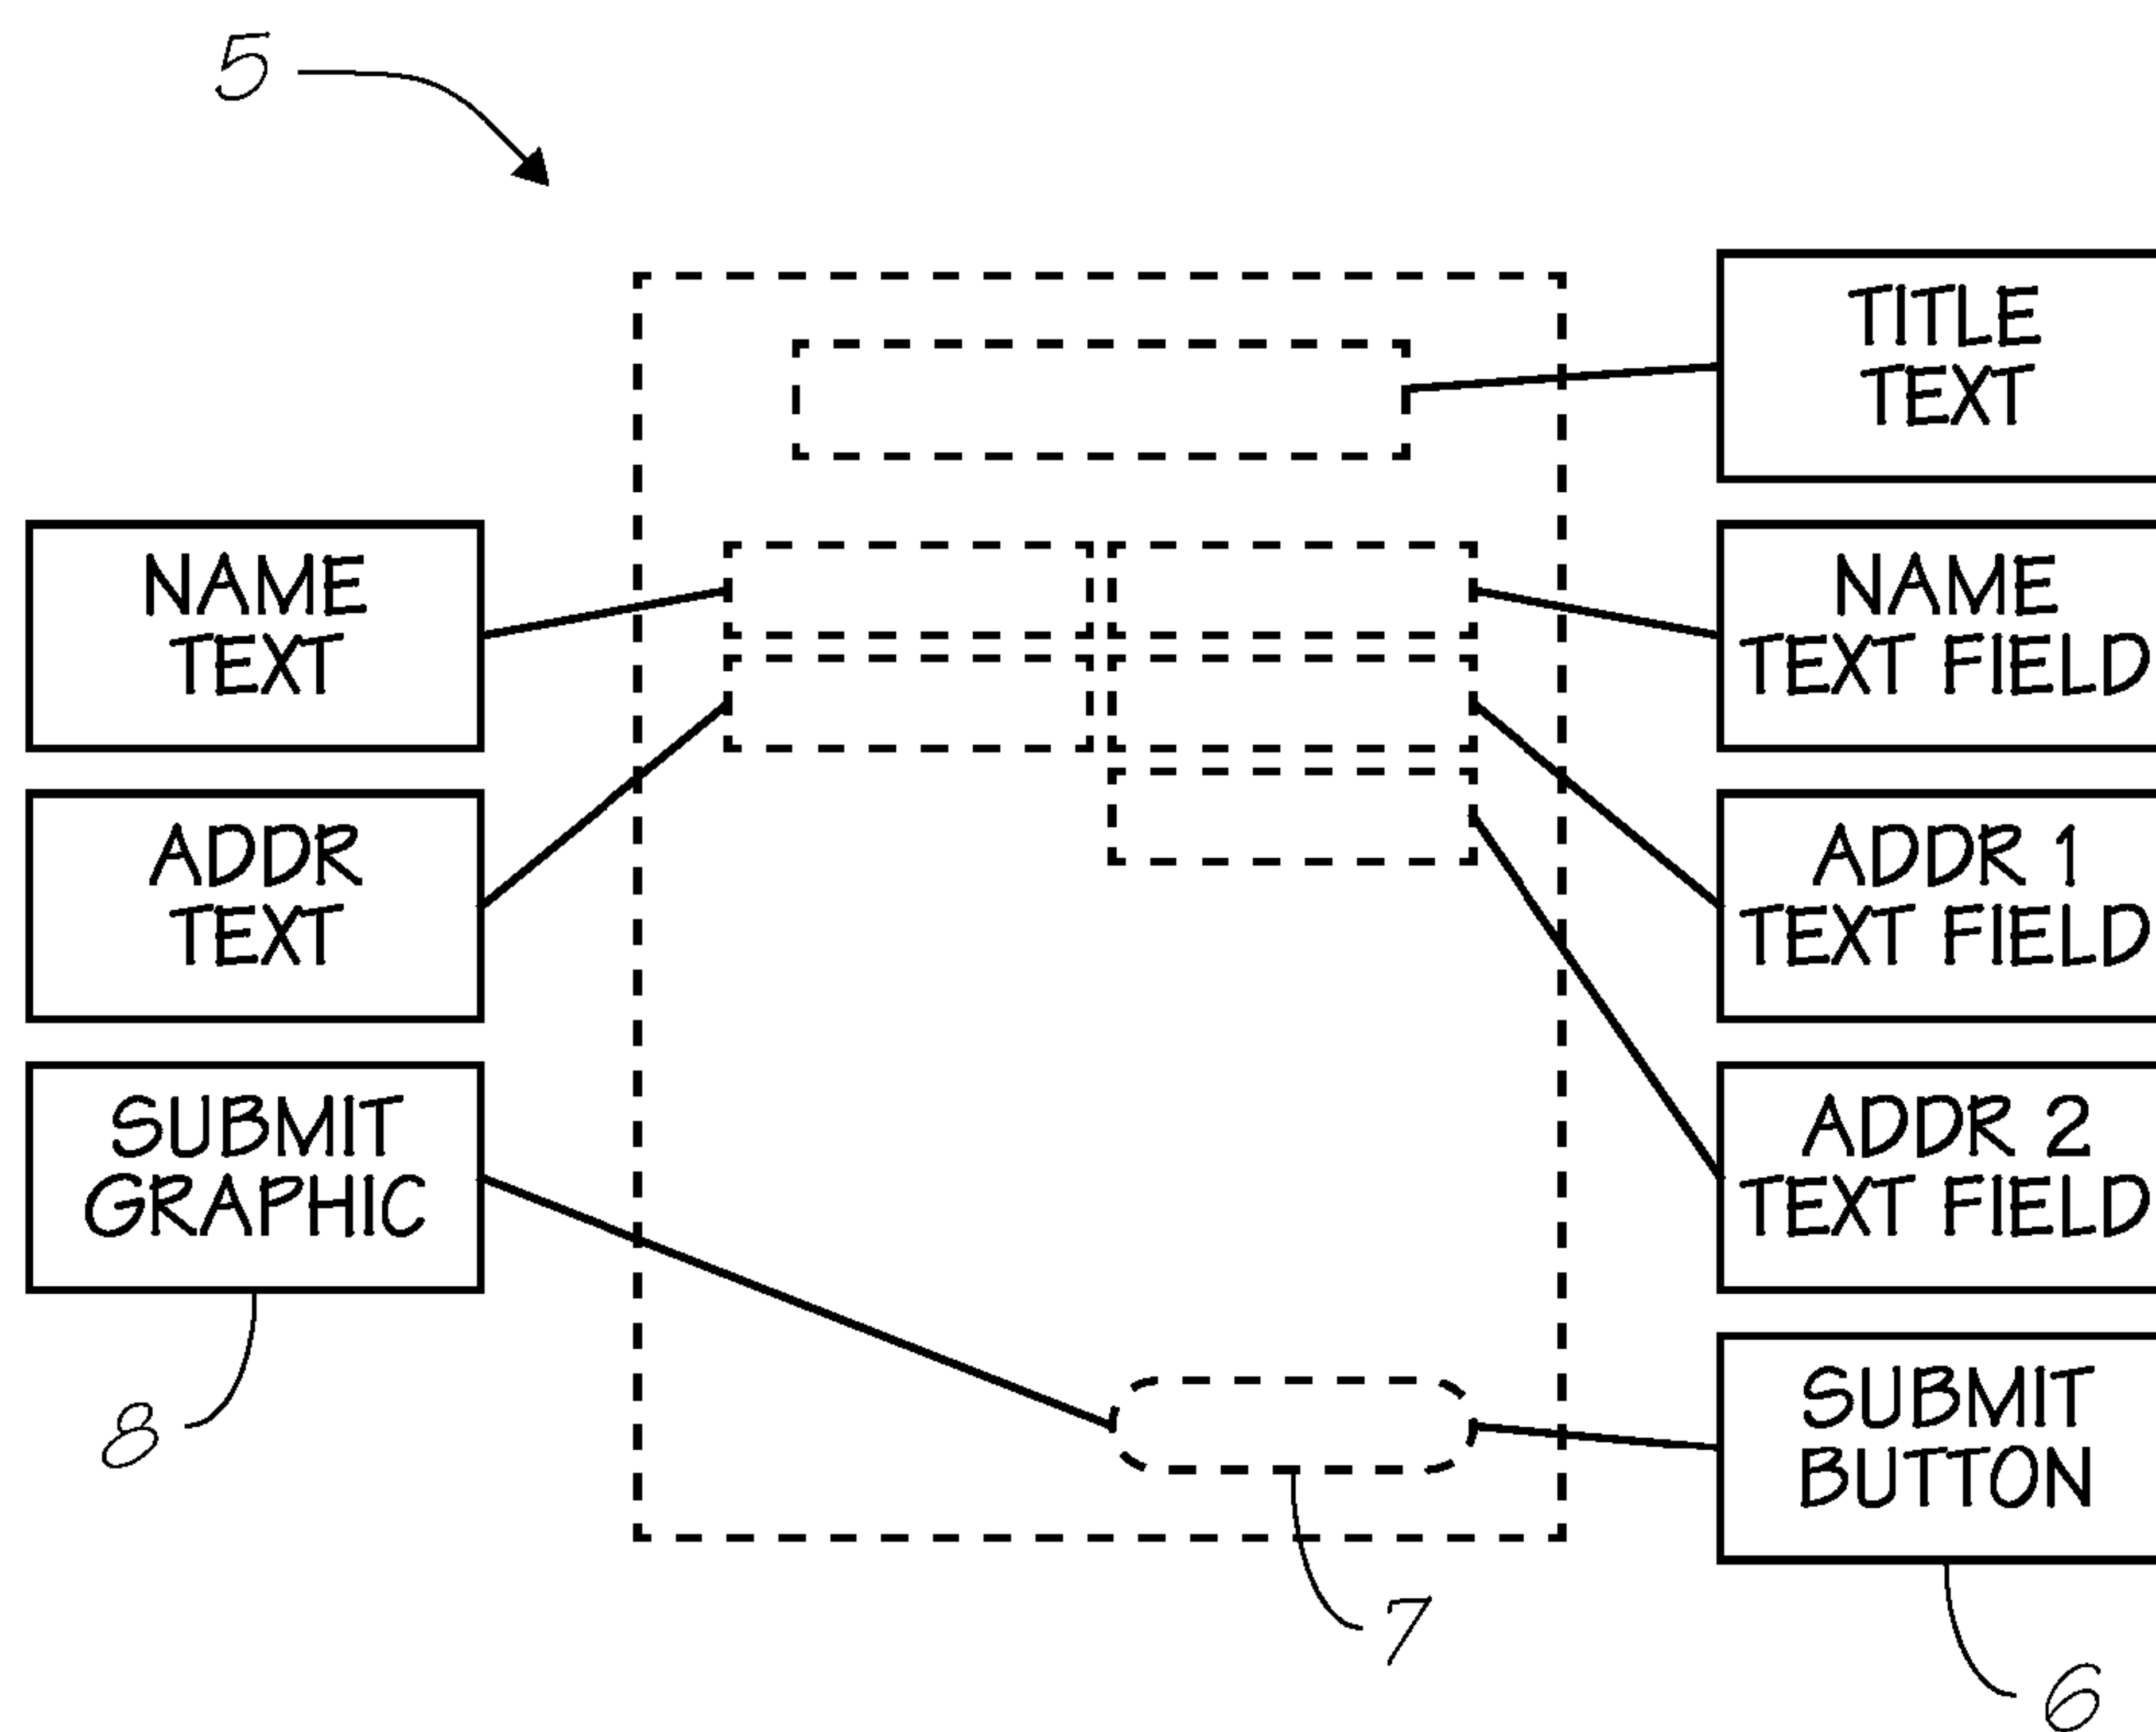 5
TITLE
TEXT
NAME
TEXT
NAME
TEXT FIELD
ADDR
TEXT
ADDR 1
TEXT FIELD
SUBMIT
GRAPHIC
ADDR 2
TEXT FIELD
SUBMIT
BUTTON
8
7
6